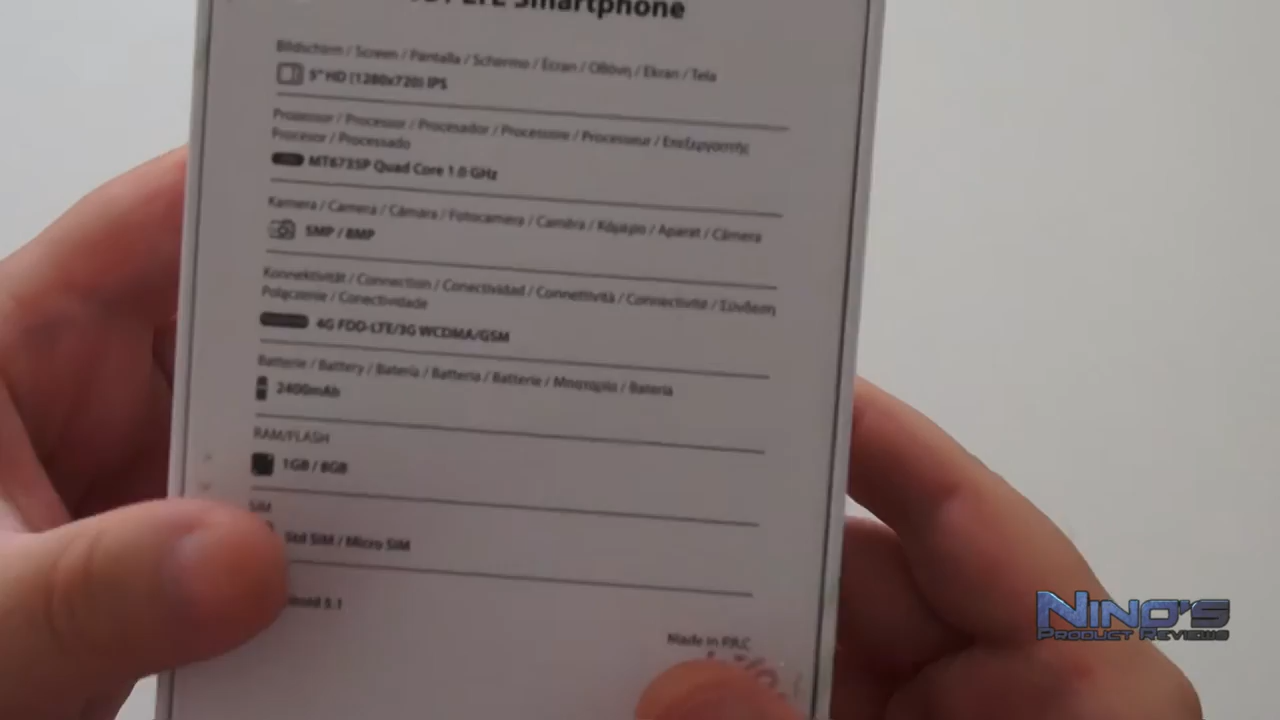 LTE Smartphone
Bildschirm / Screen / Pantalla / Schermo / Écran / Οθόνη / Ekran / Tela
5" HD (1280x720) IPS
Prozessor / Processor / Procesador / Processore / Processeur / Επεξεργαστής
Procesor / Processado
MT6735P Quad Core 1.0 GHz
Kamera / Camera / Cámara / Fotocamera / Caméra / Κάμερα / Aparat / Câmera
5MP / 8MP
Konnektivität / Connection / Conectividad / Connettività / Connectivité / Σύνδεση
Połączenie / Conectividade
4G FDD-LTE/3G WCDMA/GSM
Batterie / Battery / Batería / Batteria / Batterie / Μπαταρία / Bateria
2400mAh
RAM/FLASH
1GB / 8GB
SIM
Std SIM / Micro SIM
5.1
Made in P.R.C
NINO'S
PRODUCT REVIEWS